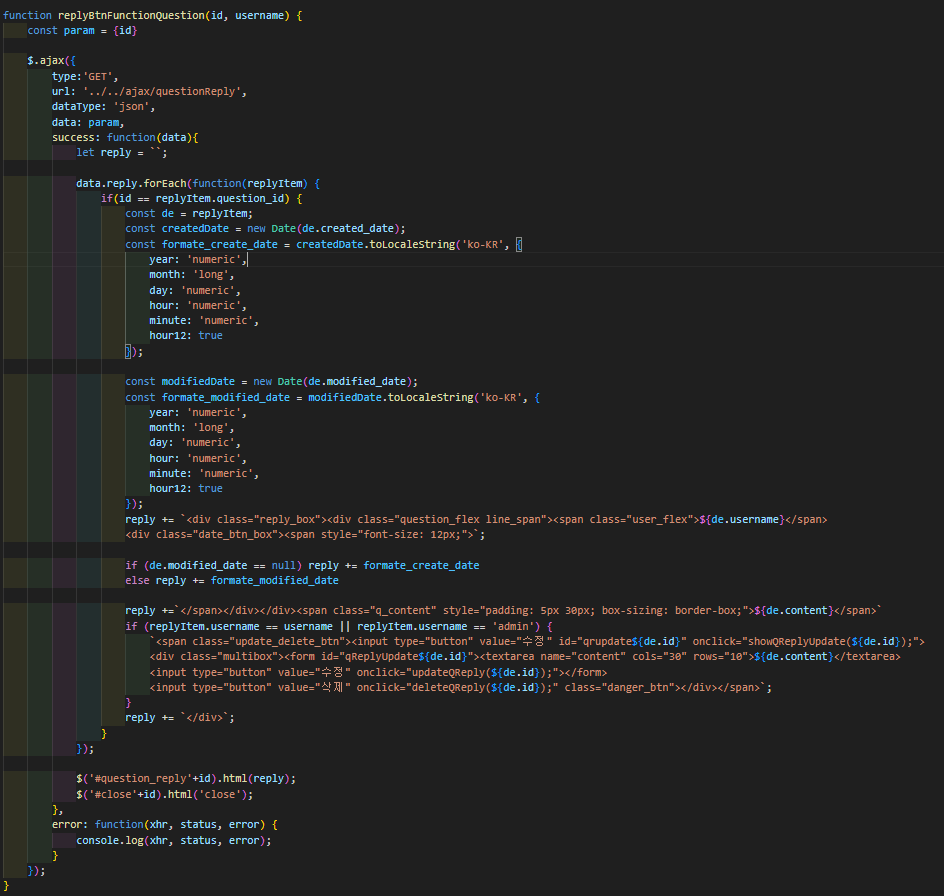 function replyBtnFunctionQuestion(id, username) {
    const param = {id}

    $.ajax({
        type:'GET',
        url: '../../ajax/questionReply',
        dataType: 'json',
        data: param,
        success: function(data){
            let reply = ``;

            data.reply.forEach(function(replyItem) {
                if(id == replyItem.question_id) {
                    const de = replyItem;
                    const createdDate = new Date(de.created_date);
                    const formate_create_date = createdDate.toLocaleString('ko-KR', {
                        year: 'numeric',
                        month: 'long',
                        day: 'numeric',
                        hour: 'numeric',
                        minute: 'numeric',
                        hour12: true
                    });

                    const modifiedDate = new Date(de.modified_date);
                    const formate_modified_date = modifiedDate.toLocaleString('ko-KR', {
                        year: 'numeric',
                        month: 'long',
                        day: 'numeric',
                        hour: 'numeric',
                        minute: 'numeric',
                        hour12: true
                    });
                    reply += `<div class="reply_box"><div class="question_flex line_span"><span class="user_flex">${de.username}</span>
                    <div class="date_btn_box"><span style="font-size: 12px;">`;

                    if (de.modified_date == null) reply += formate_create_date
                    else reply += formate_modified_date

                    reply +=`</span></div></div><span class="q_content" style="padding: 5px 30px; box-sizing: border-box;">${de.content}</span>`
                    if (replyItem.username == username || replyItem.username == 'admin') {
                        `<span class="update_delete_btn"><input type="button" value="수정" id="qrupdate${de.id}" onclick="showQReplyUpdate(${de.id});">
                        <div class="multibox"><form id="qReplyUpdate${de.id}"><textarea name="content" cols="30" rows="10">${de.content}</textarea>
                        <input type="button" value="수정" onclick="updateQReply(${de.id});"></form>
                        <input type="button" value="삭제" onclick="deleteQReply(${de.id});" class="danger_btn"></div></span>`;
                    }
                    reply += `</div>`;
                }
            });

            $('#question_reply'+id).html(reply);
            $('#close'+id).html('close');
        },
        error: function(xhr, status, error) {
            console.log(xhr, status, error);
        }
    });
}